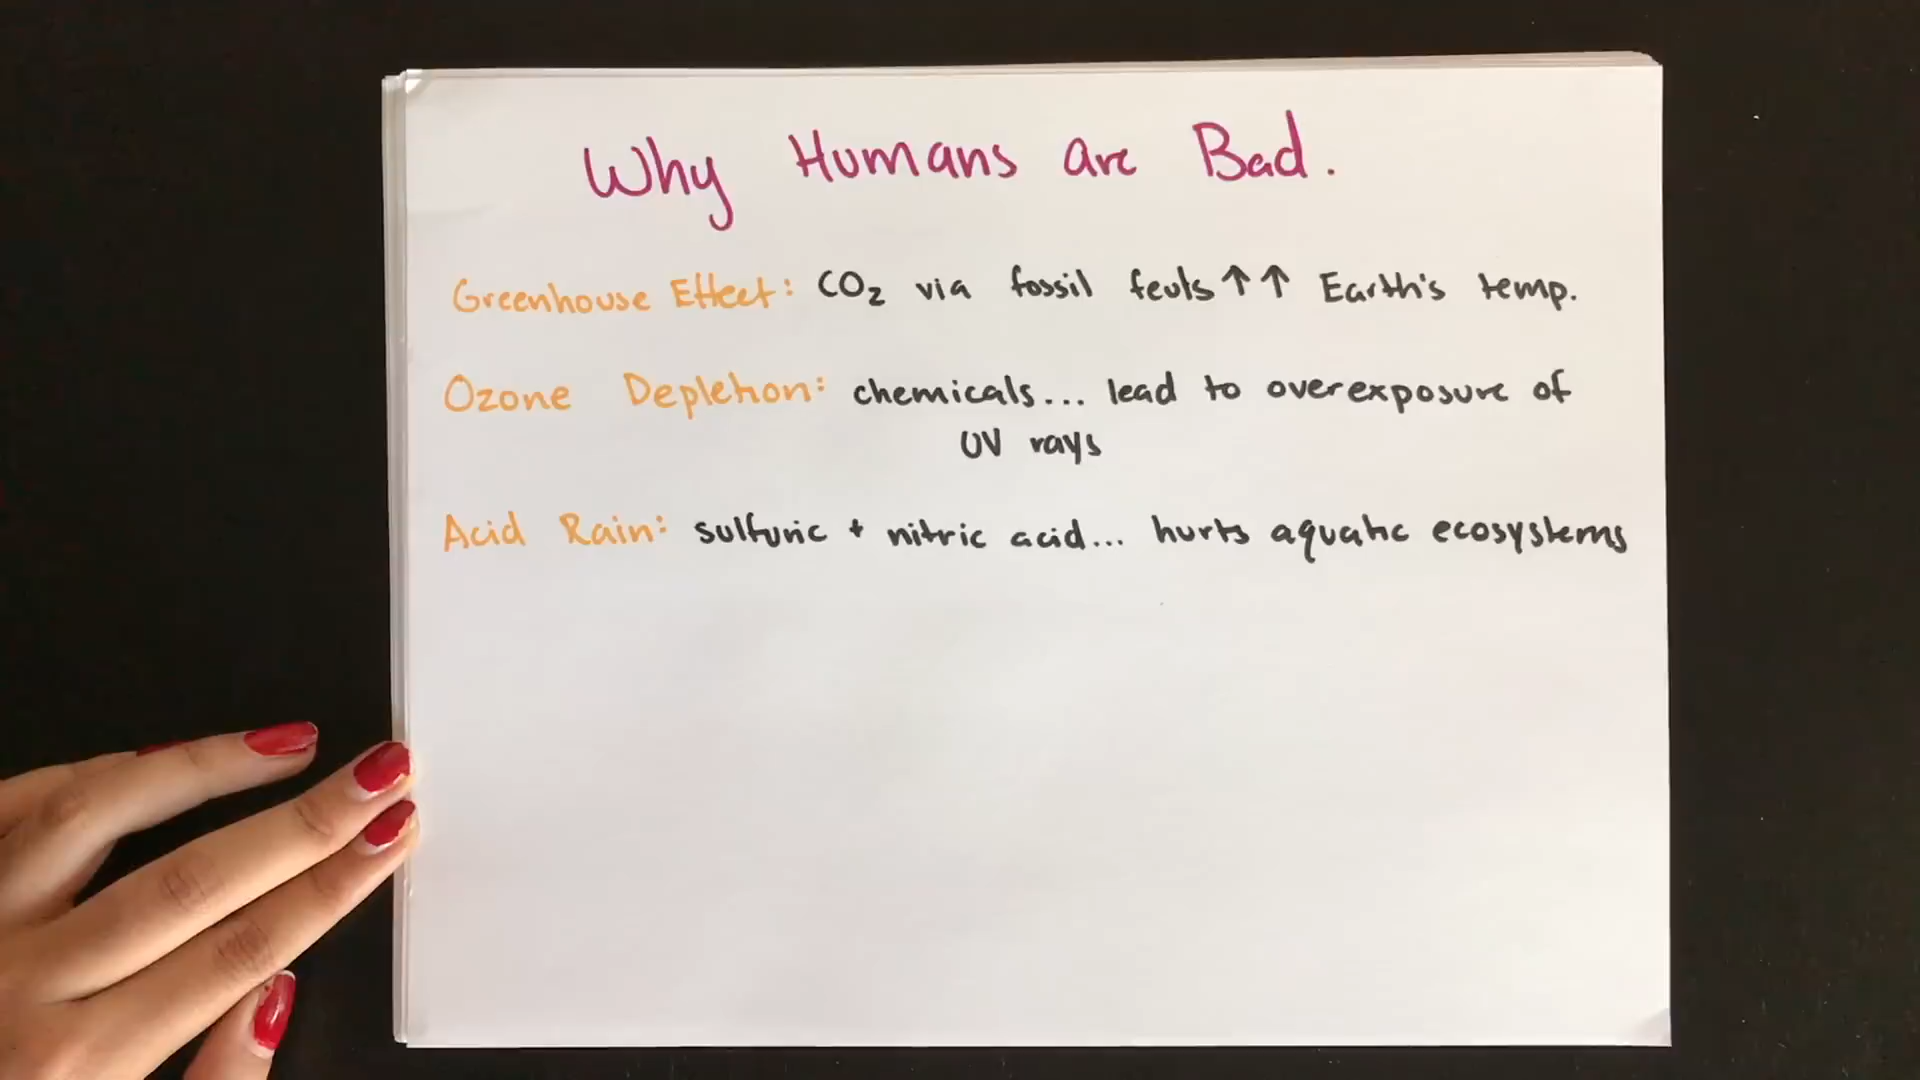 Why Humans are Bad.
Greenhouse Effect: CO₂ via fossil feuls ↑↑ Earth's temp.
Ozone Depletion: chemicals... lead to overexposure of
UV rays
Acid Rain: sulfuric + nitric acid... hurts aquatic ecosystems